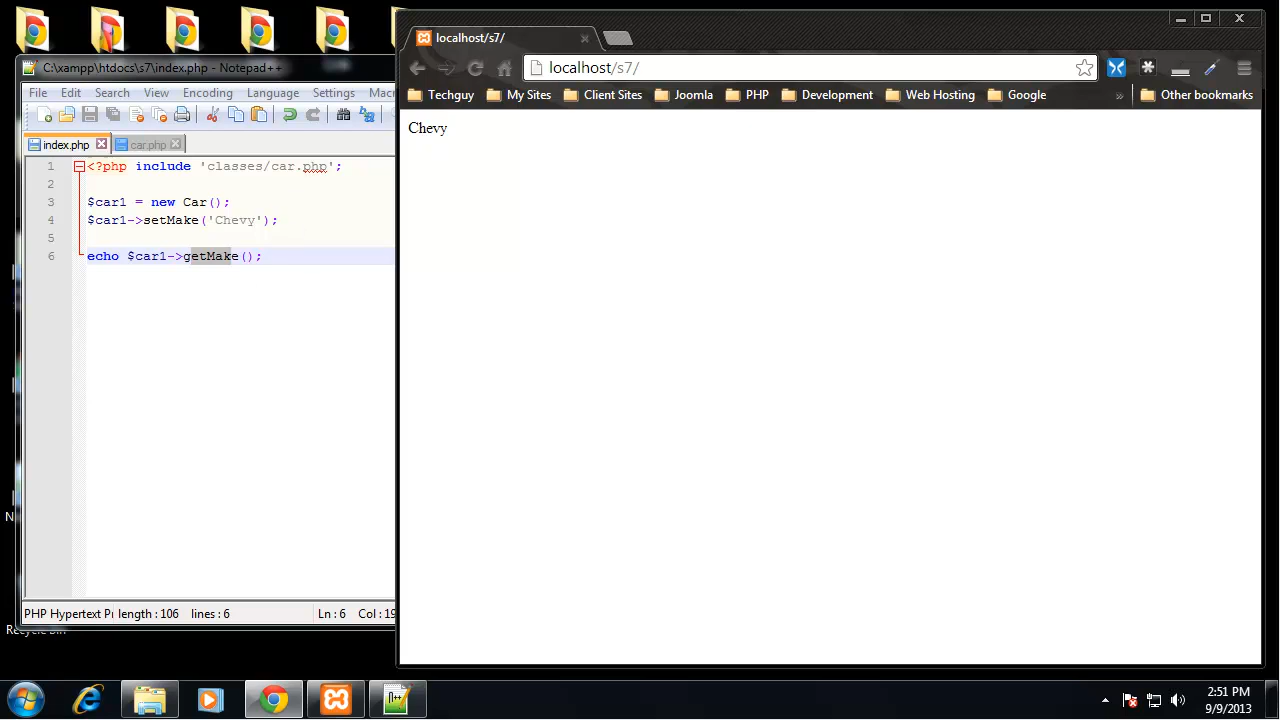 C:\xampp\htdocs\s7\index.php - Notepad++
File Edit Search View Encoding Language Settings Mac
index.php car.php
1 <?php include 'classes/car.php';
2
3 $car1 = new Car();
4 $car1->setMake('Chevy');
5
6 echo $car1->getMake();
PHP Hypertext Pr length : 106 lines : 6 Ln : 6 Col : 19
Recycle Bin
N
localhost/s7/
localhost/s7/
Techguy My Sites Client Sites Joomla PHP Development Web Hosting Google » Other bookmarks
Chevy
2:51 PM
9/9/2013